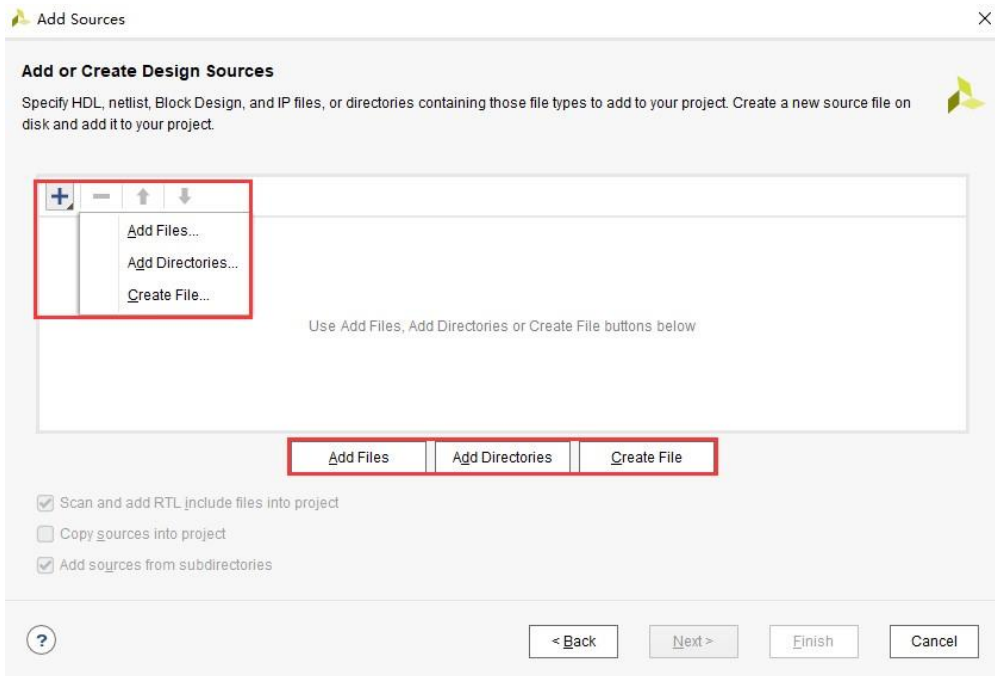 Add Sources
Add or Create Design Sources
Specify HDL, netlist, Block Design, and IP files, or directories containing those file types to add to your project. Create a new source file on
disk and add it to your project.
Add Files...
Add Directories...
Create File...
Use Add Files, Add Directories or Create File buttons below
Add Files Add Directories Create File
Scan and add RTL include files into project
Copy sources into project
Add sources from subdirectories
? < Back Next > Finish Cancel